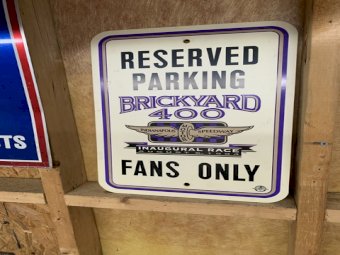 RESERVED
PARKING
BRICKYARD
400
INDIANAPOLIS SPEEDWAY
INAUGURAL RACE
FANS ONLY
TS